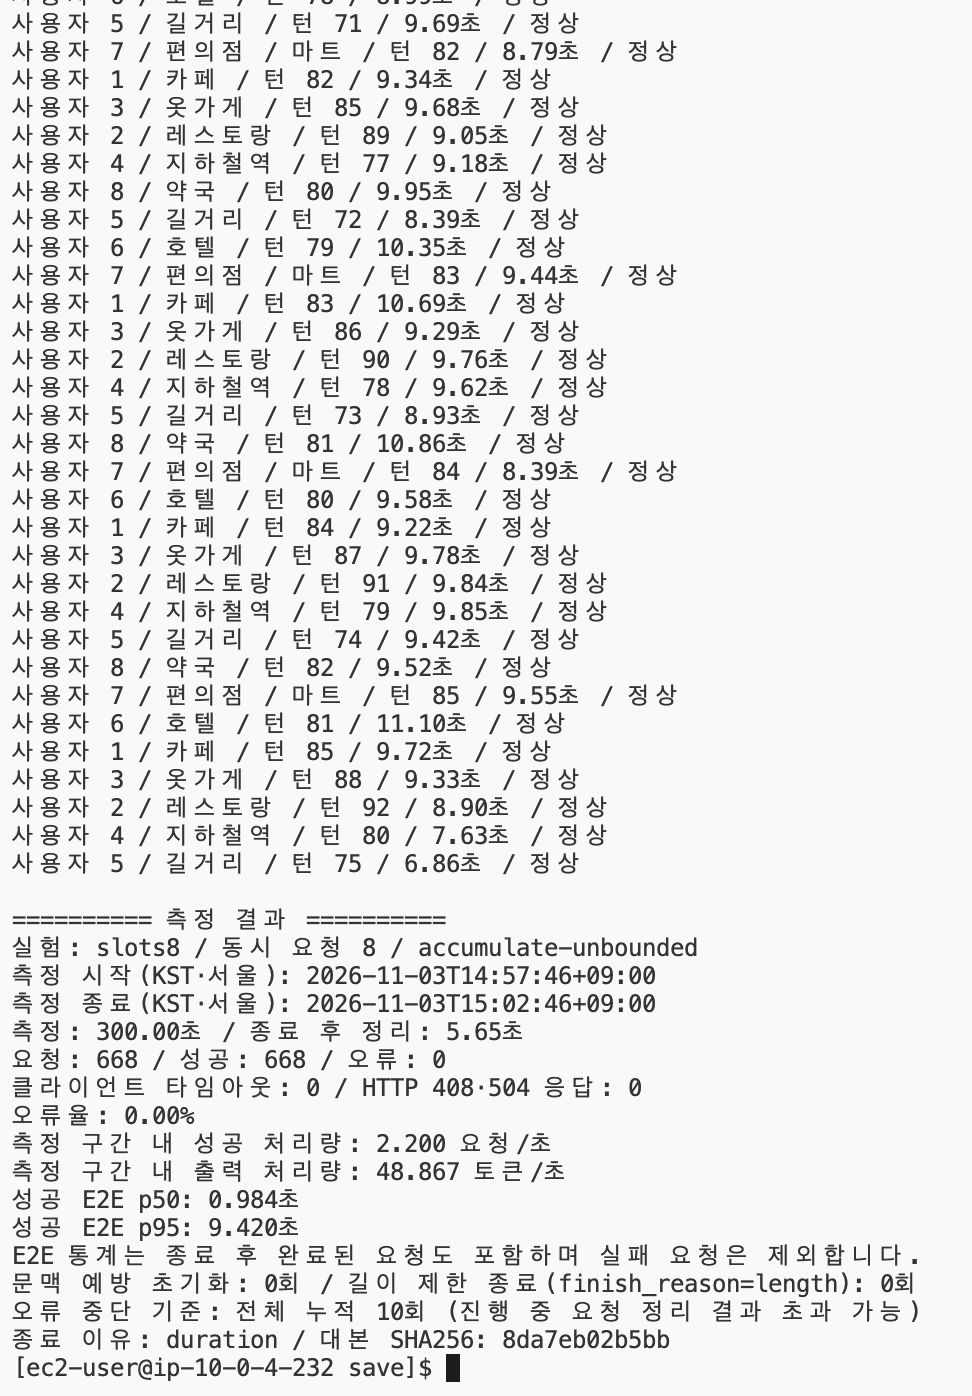 사용자 5 / 길거리 / 턴 71 / 9.69초 / 정상
사용자 7 / 편의점 / 마트 / 턴 82 / 8.79초 / 정상
사용자 1 / 카페 / 턴 82 / 9.34초 / 정상
사용자 3 / 옷가게 / 턴 85 / 9.68초 / 정상
사용자 2 / 레스토랑 / 턴 89 / 9.05초 / 정상
사용자 4 / 지하철역 / 턴 77 / 9.18초 / 정상
사용자 8 / 약국 / 턴 80 / 9.95초 / 정상
사용자 5 / 길거리 / 턴 72 / 8.39초 / 정상
사용자 6 / 호텔 / 턴 79 / 10.35초 / 정상
사용자 7 / 편의점 / 마트 / 턴 83 / 9.44초 / 정상
사용자 1 / 카페 / 턴 83 / 10.69초 / 정상
사용자 3 / 옷가게 / 턴 86 / 9.29초 / 정상
사용자 2 / 레스토랑 / 턴 90 / 9.76초 / 정상
사용자 4 / 지하철역 / 턴 78 / 9.62초 / 정상
사용자 5 / 길거리 / 턴 73 / 8.93초 / 정상
사용자 8 / 약국 / 턴 81 / 10.86초 / 정상
사용자 7 / 편의점 / 마트 / 턴 84 / 8.39초 / 정상
사용자 6 / 호텔 / 턴 80 / 9.58초 / 정상
사용자 1 / 카페 / 턴 84 / 9.22초 / 정상
사용자 3 / 옷가게 / 턴 87 / 9.78초 / 정상
사용자 2 / 레스토랑 / 턴 91 / 9.84초 / 정상
사용자 4 / 지하철역 / 턴 79 / 9.85초 / 정상
사용자 5 / 길거리 / 턴 74 / 9.42초 / 정상
사용자 8 / 약국 / 턴 82 / 9.52초 / 정상
사용자 7 / 편의점 / 마트 / 턴 85 / 9.55초 / 정상
사용자 6 / 호텔 / 턴 81 / 11.10초 / 정상
사용자 1 / 카페 / 턴 85 / 9.72초 / 정상
사용자 3 / 옷가게 / 턴 88 / 9.33초 / 정상
사용자 2 / 레스토랑 / 턴 92 / 8.90초 / 정상
사용자 4 / 지하철역 / 턴 80 / 7.63초 / 정상
사용자 5 / 길거리 / 턴 75 / 6.86초 / 정상
========== 측정 결과 ==========
실험: slots8 / 동시 요청 8 / accumulate-unbounded
측정 시작(KST·서울): 2026-11-03T14:57:46+09:00
측정 종료(KST·서울): 2026-11-03T15:02:46+09:00
측정: 300.00초 / 종료 후 정리: 5.65초
요청: 668 / 성공: 668 / 오류: 0
클라이언트 타임아웃: 0 / HTTP 408·504 응답: 0
오류율: 0.00%
측정 구간 내 성공 처리량: 2.200 요청/초
측정 구간 내 출력 처리량: 48.867 토큰/초
성공 E2E p50: 0.984초
성공 E2E p95: 9.420초
E2E 통계는 종료 후 완료된 요청도 포함하며 실패 요청은 제외합니다.
문맥 예방 초기화: 0회 / 길이 제한 종료(finish_reason=length): 0회
오류 중단 기준: 전체 누적 10회 (진행 중 요청 정리 결과 초과 가능)
종료 이유: duration / 대본 SHA256: 8da7eb02b5bb
[ec2-user@ip-10-0-4-232 save]$